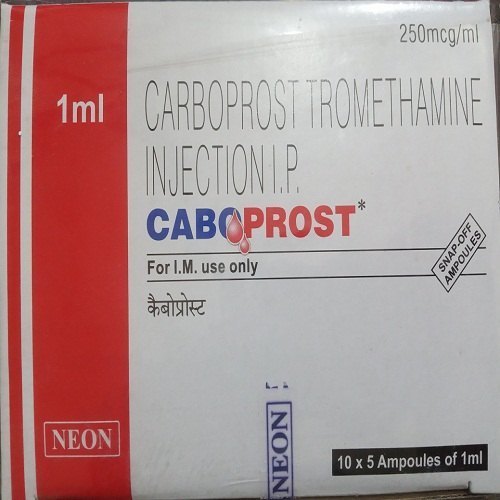 250mcg/ml
1ml
CARBOPROST TROMETHAMINE
INJECTION I.P.
CABOPROST*
For I.M. use only
कैबोप्रोस्ट
SNAP-OFF
AMPOULES
NEON
NEON
10 x 5 Ampoules of 1ml